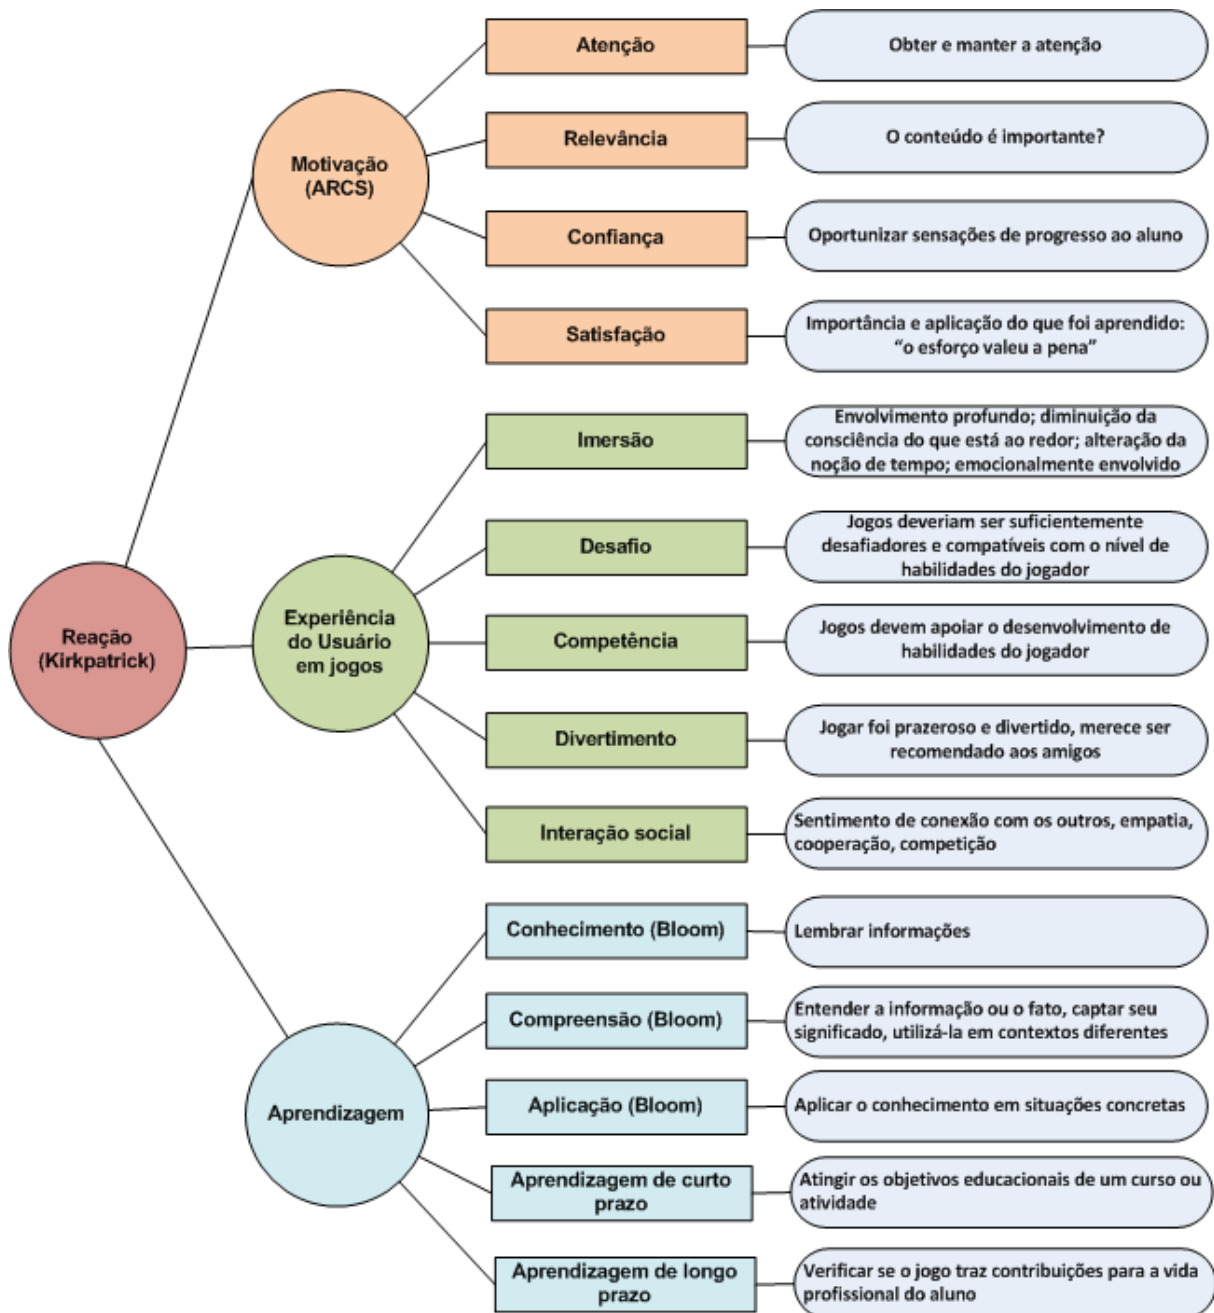 Atenção
Obter e manter a atenção
Relevância
O conteúdo é importante?
Motivação
(ARCS)
Confiança
Oportunizar sensações de progresso ao aluno
Satisfação
Importância e aplicação do que foi aprendido:
“o esforço valeu a pena”
Imersão
Envolvimento profundo; diminuição da
consciência do que está ao redor; alteração da
noção de tempo; emocionalmente envolvido
Desafio
Jogos deveriam ser suficientemente
desafiadores e compatíveis com o nível de
habilidades do jogador
Reação
(Kirkpatrick)
Experiência
do Usuário
em jogos
Competência
Jogos devem apoiar o desenvolvimento de
habilidades do jogador
Divertimento
Jogar foi prazeroso e divertido, merece ser
recomendado aos amigos
Interação social
Sentimento de conexão com os outros, empatia,
cooperação, competição
Conhecimento (Bloom)
Lembrar informações
Compreensão (Bloom)
Entender a informação ou o fato, captar seu
significado, utilizá-la em contextos diferentes
Aprendizagem
Aplicação (Bloom)
Aplicar o conhecimento em situações concretas
Aprendizagem de curto
prazo
Atingir os objetivos educacionais de um curso ou
atividade
Aprendizagem de longo
prazo
Verificar se o jogo traz contribuições para a vida
profissional do aluno